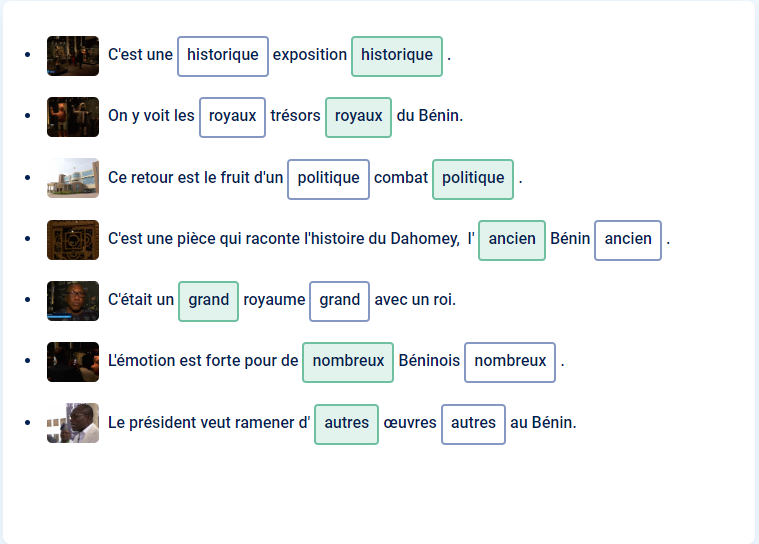 C'est une historique exposition historique .
On y voit les royaux trésors royaux du Bénin.
Ce retour est le fruit d'un politique combat politique .
C'est une pièce qui raconte l'histoire du Dahomey, l' ancien Bénin ancien .
C'était un grand royaume grand avec un roi.
L'émotion est forte pour de nombreux Béninois nombreux .
Le président veut ramener d' autres œuvres autres au Bénin.